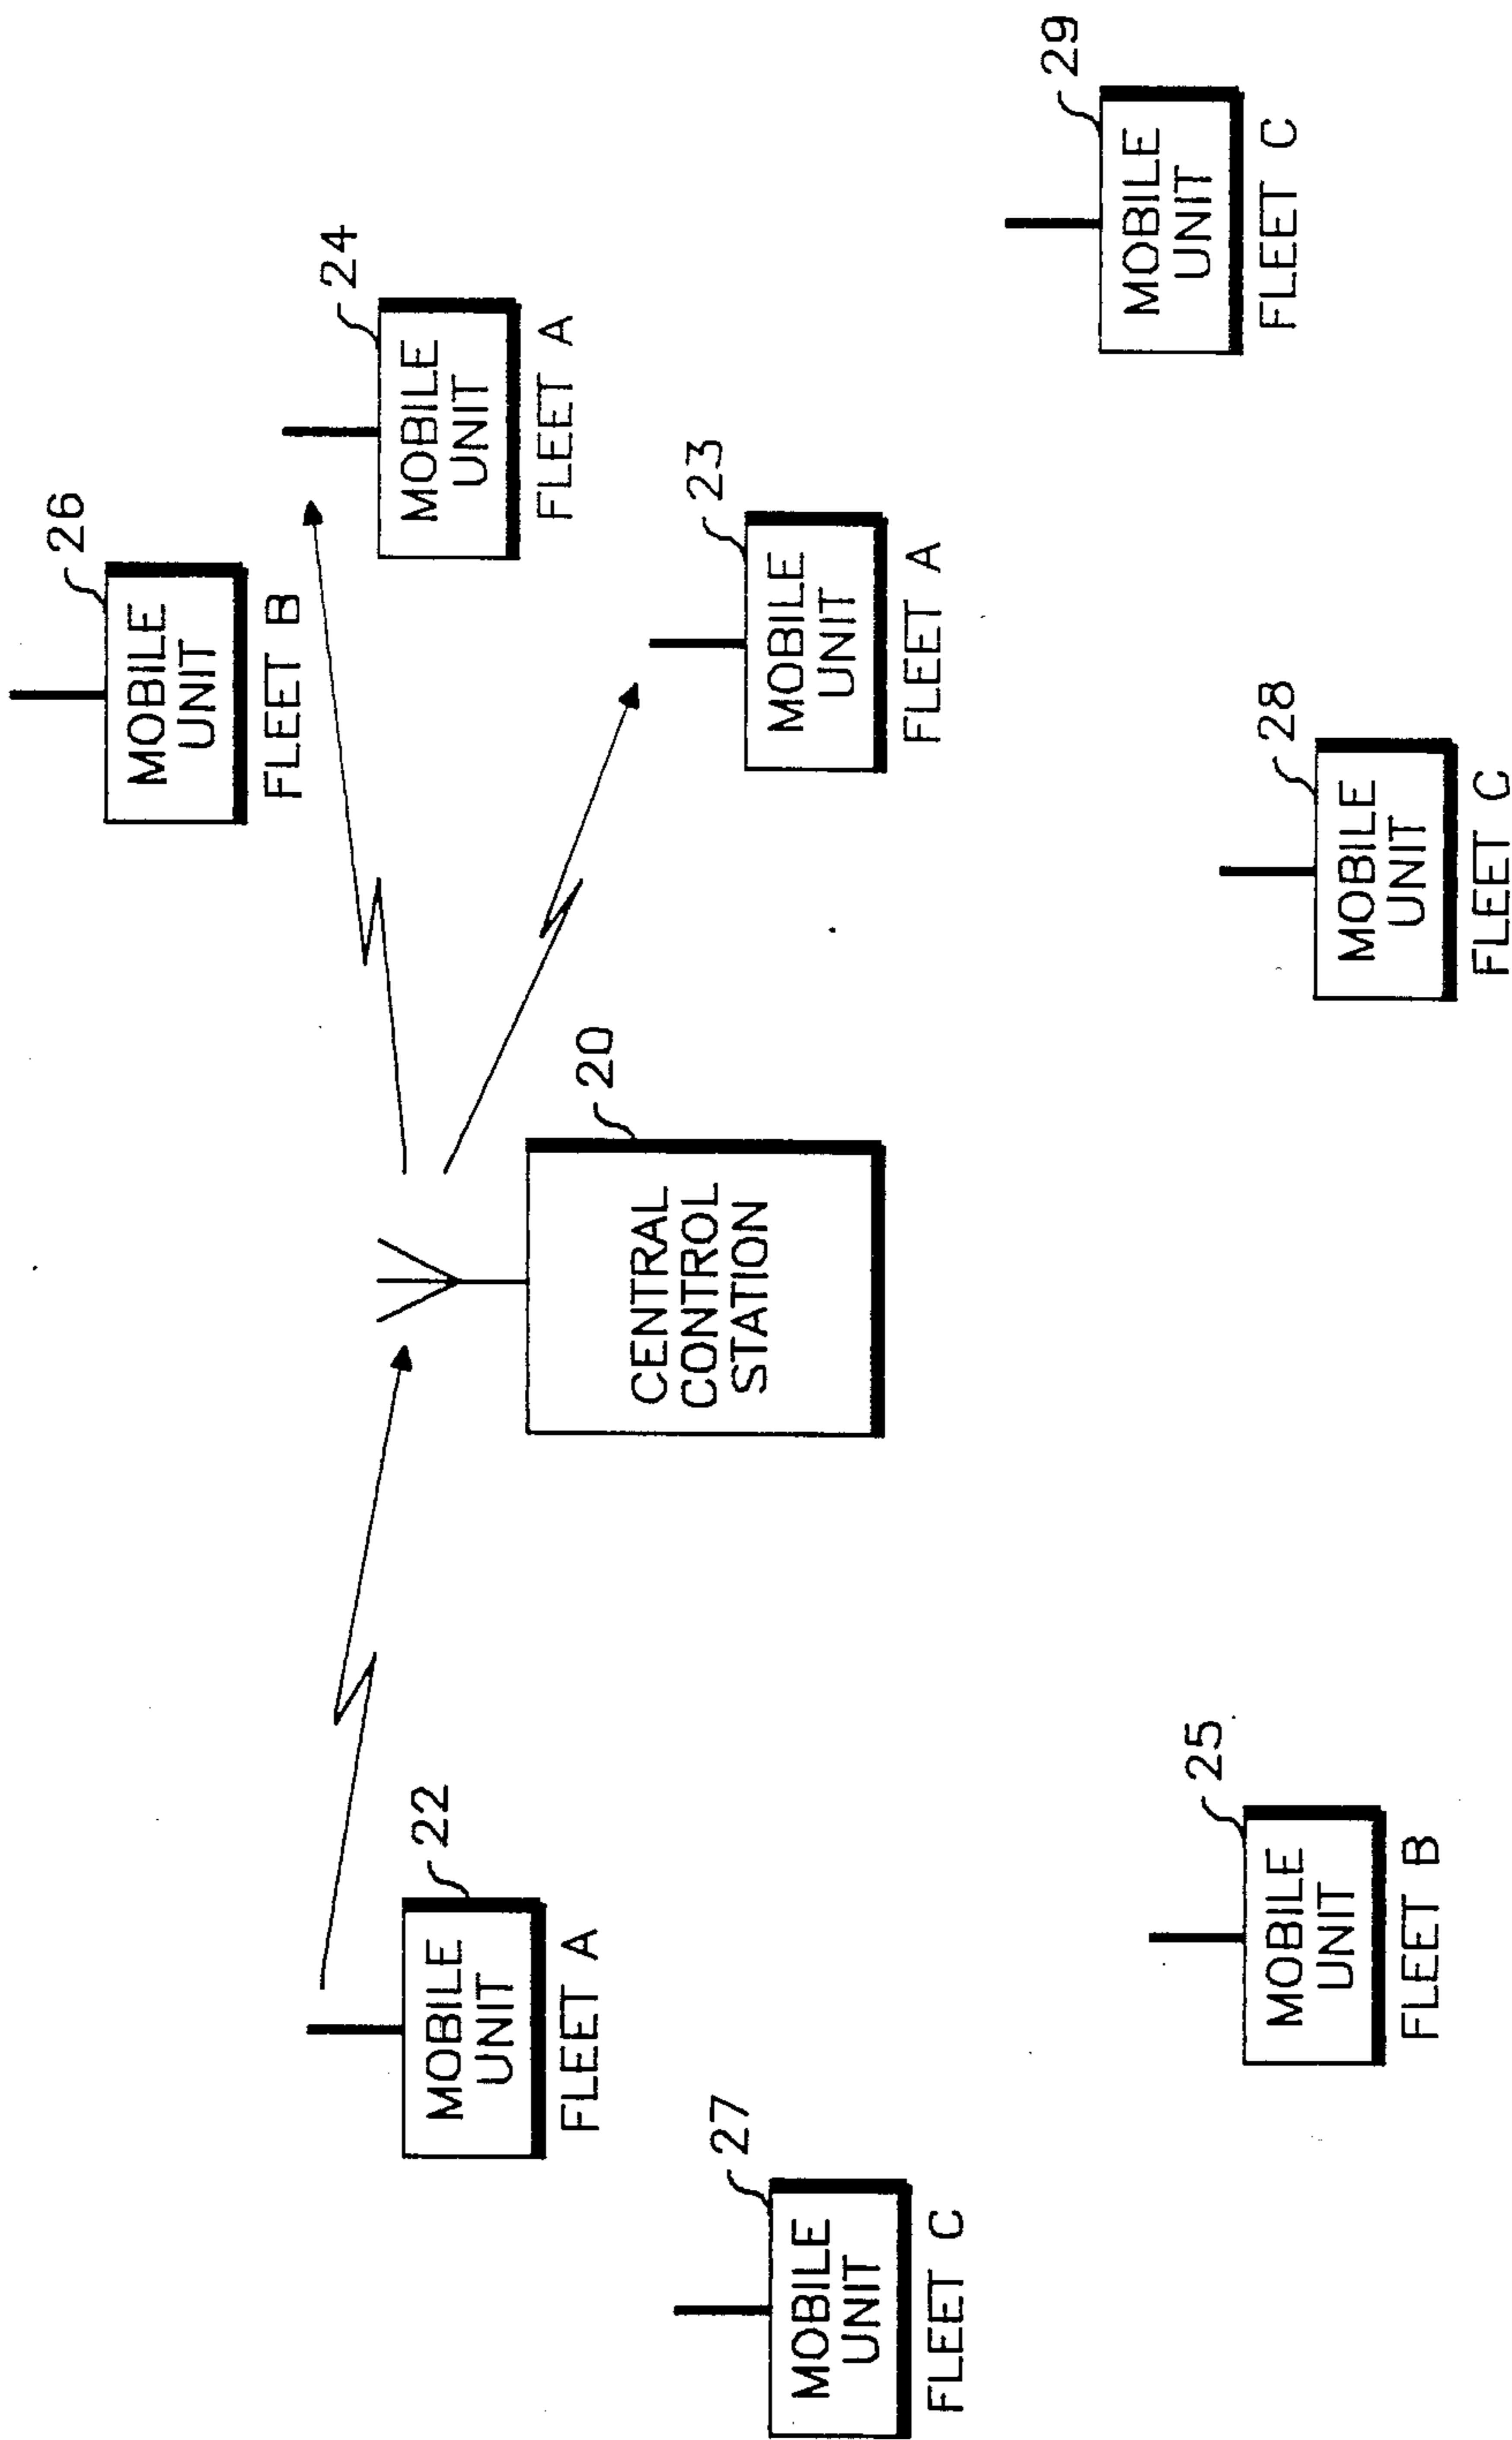 26
MOBILE
UNIT
FLEET B
24
MOBILE
UNIT
FLEET A
22
MOBILE
UNIT
FLEET A
20
CENTRAL
CONTROL
STATION
23
MOBILE
UNIT
FLEET A
27
MOBILE
UNIT
FLEET C
29
MOBILE
UNIT
FLEET C
25
MOBILE
UNIT
FLEET B
28
MOBILE
UNIT
FLEET C